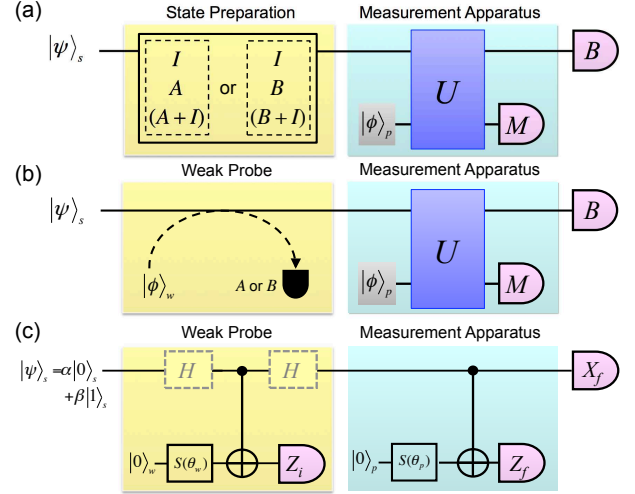 (a)
State Preparation
Measurement Apparatus
|ψ⟩s
I
A
(A+I)
or
I
B
(B+I)
U
|ϕ⟩p
M
B
(b)
Weak Probe
Measurement Apparatus
|ψ⟩s
|ϕ⟩w
A or B
U
|ϕ⟩p
M
B
(c)
Weak Probe
Measurement Apparatus
|ψ⟩s =α|0⟩s
+β|1⟩s
H
H
Xf
|0⟩w
S(θw)
Zi
|0⟩p
S(θp)
Zf